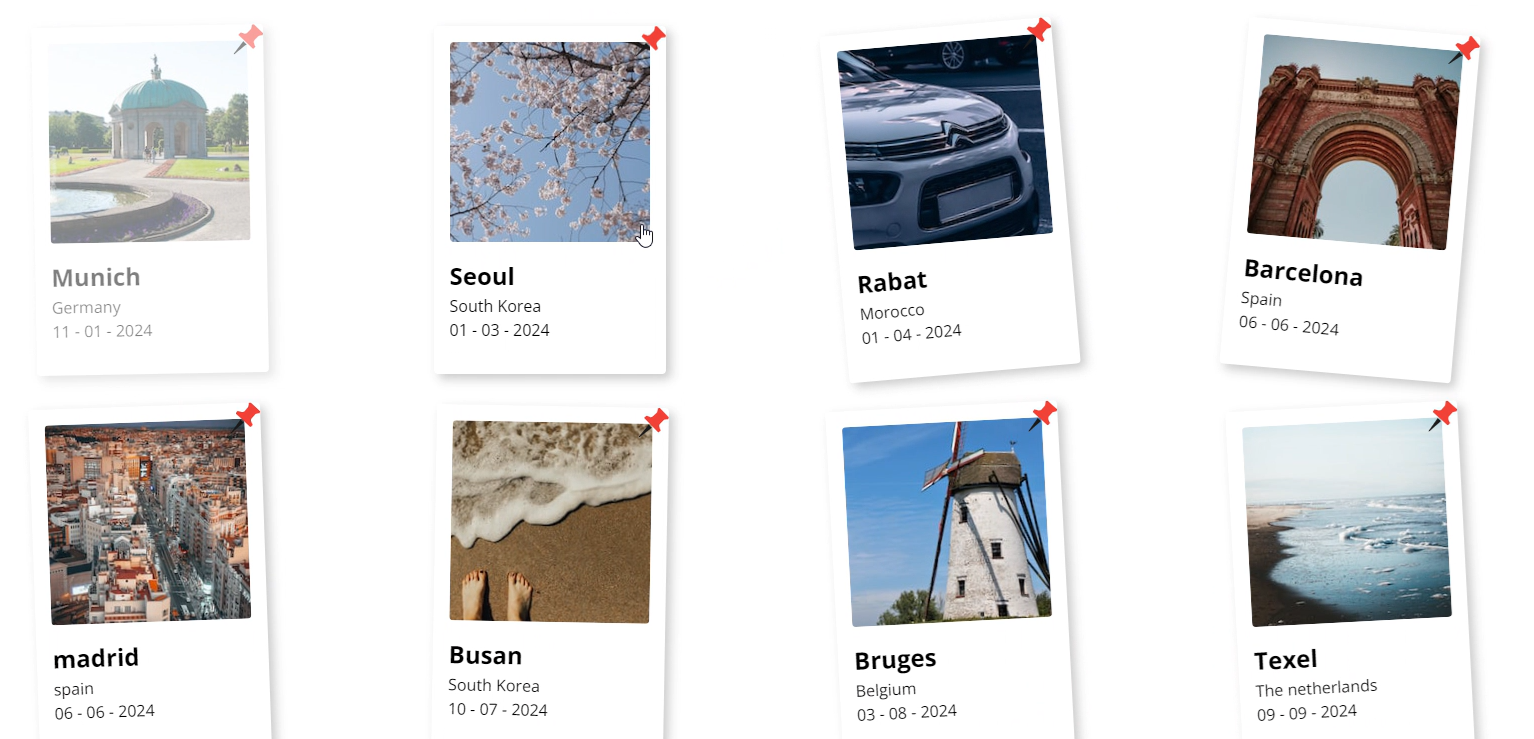 Munich
Germany
11 - 01 - 2024
Seoul
South Korea
01 - 03 - 2024
Rabat
Morocco
01 - 04 - 2024
Barcelona
Spain
06 - 06 - 2024
madrid
spain
06 - 06 - 2024
Busan
South Korea
10 - 07 - 2024
Bruges
Belgium
03 - 08 - 2024
Texel
The netherlands
09 - 09 - 2024